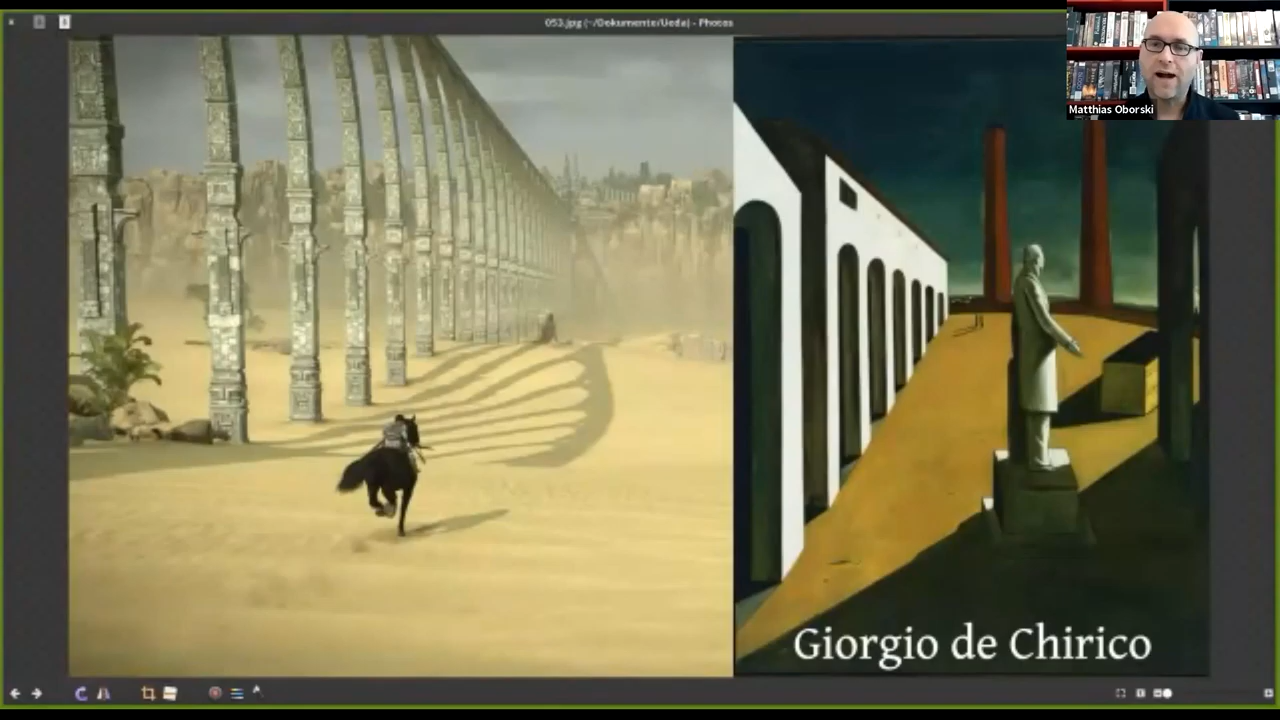 053.jpg (~/Dokumente/Ueda) - Photos
Matthias Oborski
Giorgio de Chirico